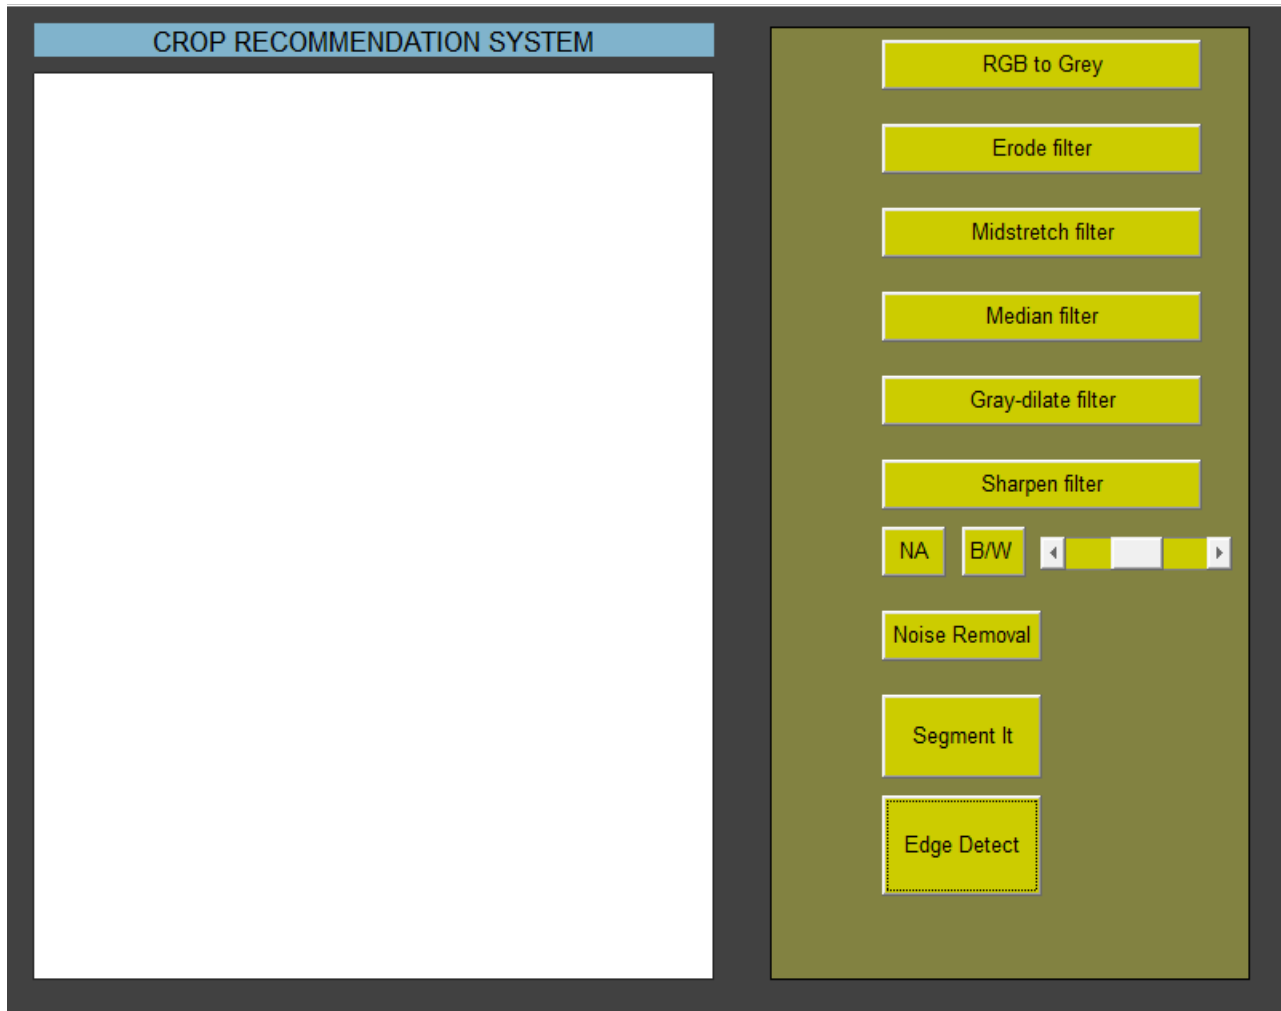 CROP RECOMMENDATION SYSTEM
RGB to Grey
Erode filter
Midstretch filter
Median filter
Gray-dilate filter
Sharpen filter
NA B/W
Noise Removal
Segment It
Edge Detect